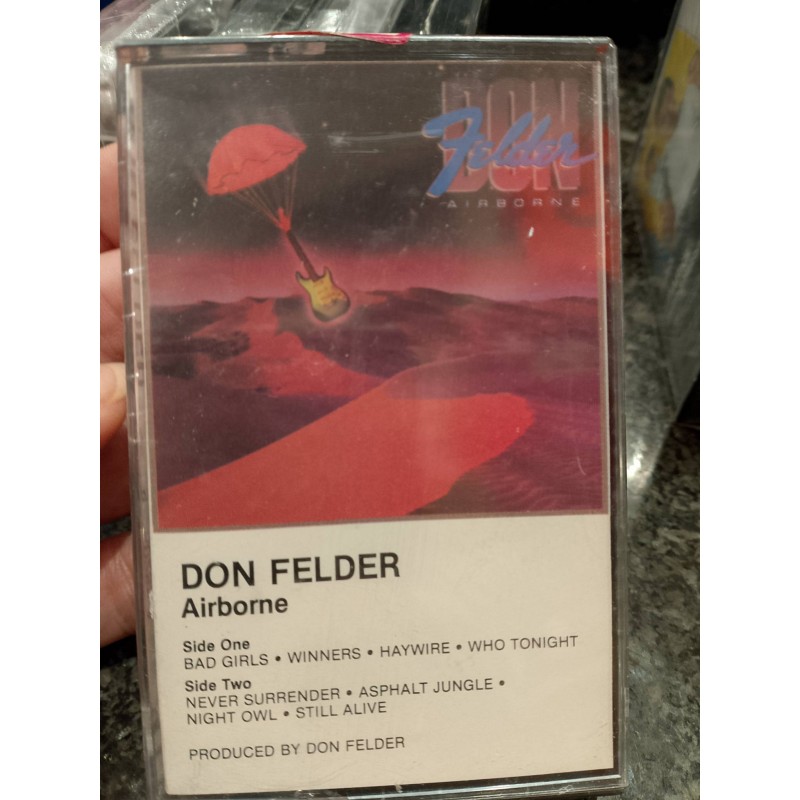 DON
Felder
AIRBORNE
DON FELDER
Airborne
Side One
BAD GIRLS • WINNERS • HAYWIRE • WHO TONIGHT
Side Two
NEVER SURRENDER • ASPHALT JUNGLE •
NIGHT OWL • STILL ALIVE
PRODUCED BY DON FELDER